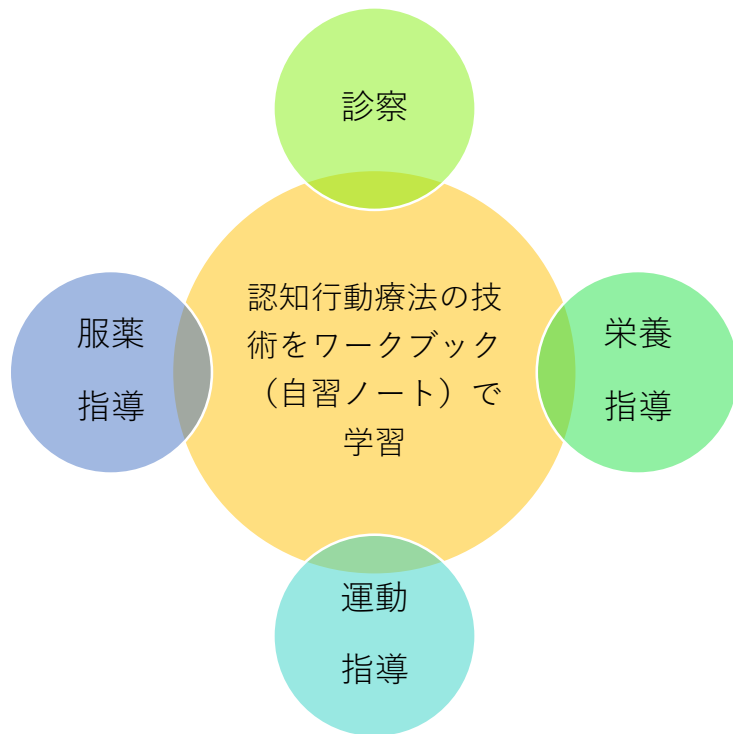 診察
服薬
指導
認知行動療法の技
術をワークブック
（自習ノート）で
学習
栄養
指導
運動
指導